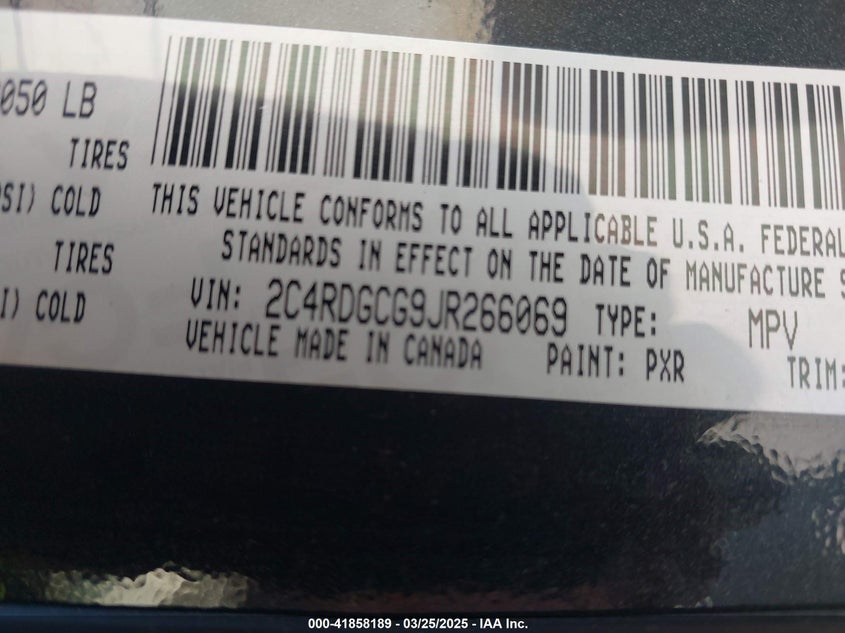 050 LB
TIRES
SI) COLD
THIS VEHICLE CONFORMS TO ALL APPLICABLE U.S.A. FEDERAL
TIRES
STANDARDS IN EFFECT ON THE DATE OF MANUFACTURE S
I) COLD
VIN: 2C4RDGCG9JR266069 TYPE: MPV
VEHICLE MADE IN CANADA PAINT: PXR TRIM:
000-41858189 - 03/25/2025 - IAA Inc.